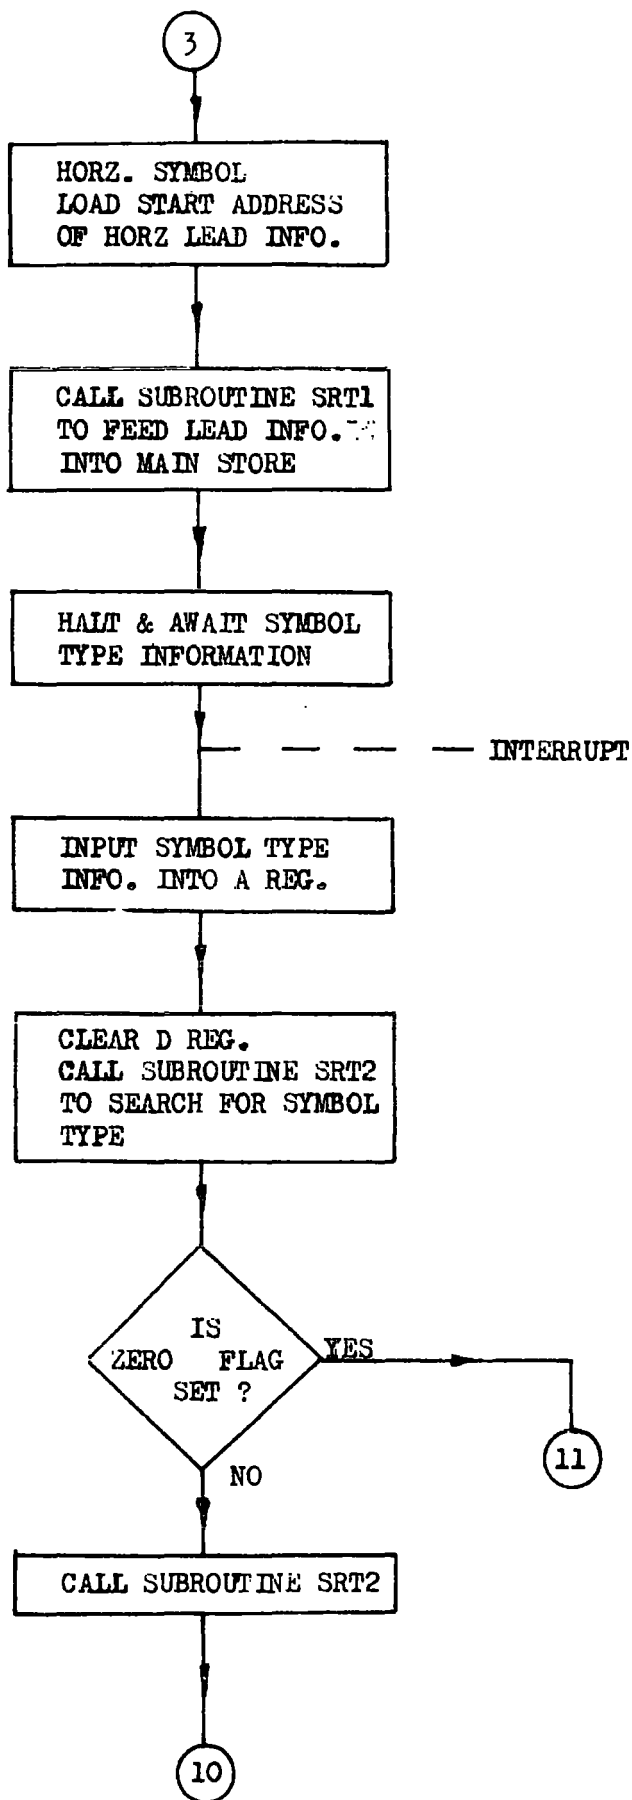 3
HORZ. SYMBOL
LOAD START ADDRESS
OF HORZ LEAD INFO.
CALL SUBROUTINE SRT1
TO FEED LEAD INFO.
INTO MAIN STORE
HALT & AWAIT SYMBOL
TYPE INFORMATION
INTERRUPT
INPUT SYMBOL TYPE
INFO. INTO A REG.
CLEAR D REG.
CALL SUBROUTINE SRT2
TO SEARCH FOR SYMBOL
TYPE
IS
ZERO FLAG
SET ?
YES
11
NO
CALL SUBROUTINE SRT2
10